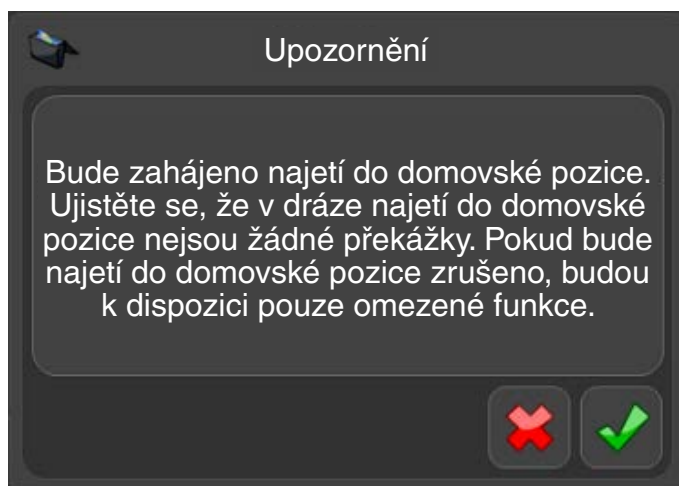 Upozornění
Bude zahájeno najetí do domovské pozice.
Ujistěte se, že v dráze najetí do domovské
pozice nejsou žádné překážky. Pokud bude
najetí do domovské pozice zrušeno, budou
k dispozici pouze omezené funkce.